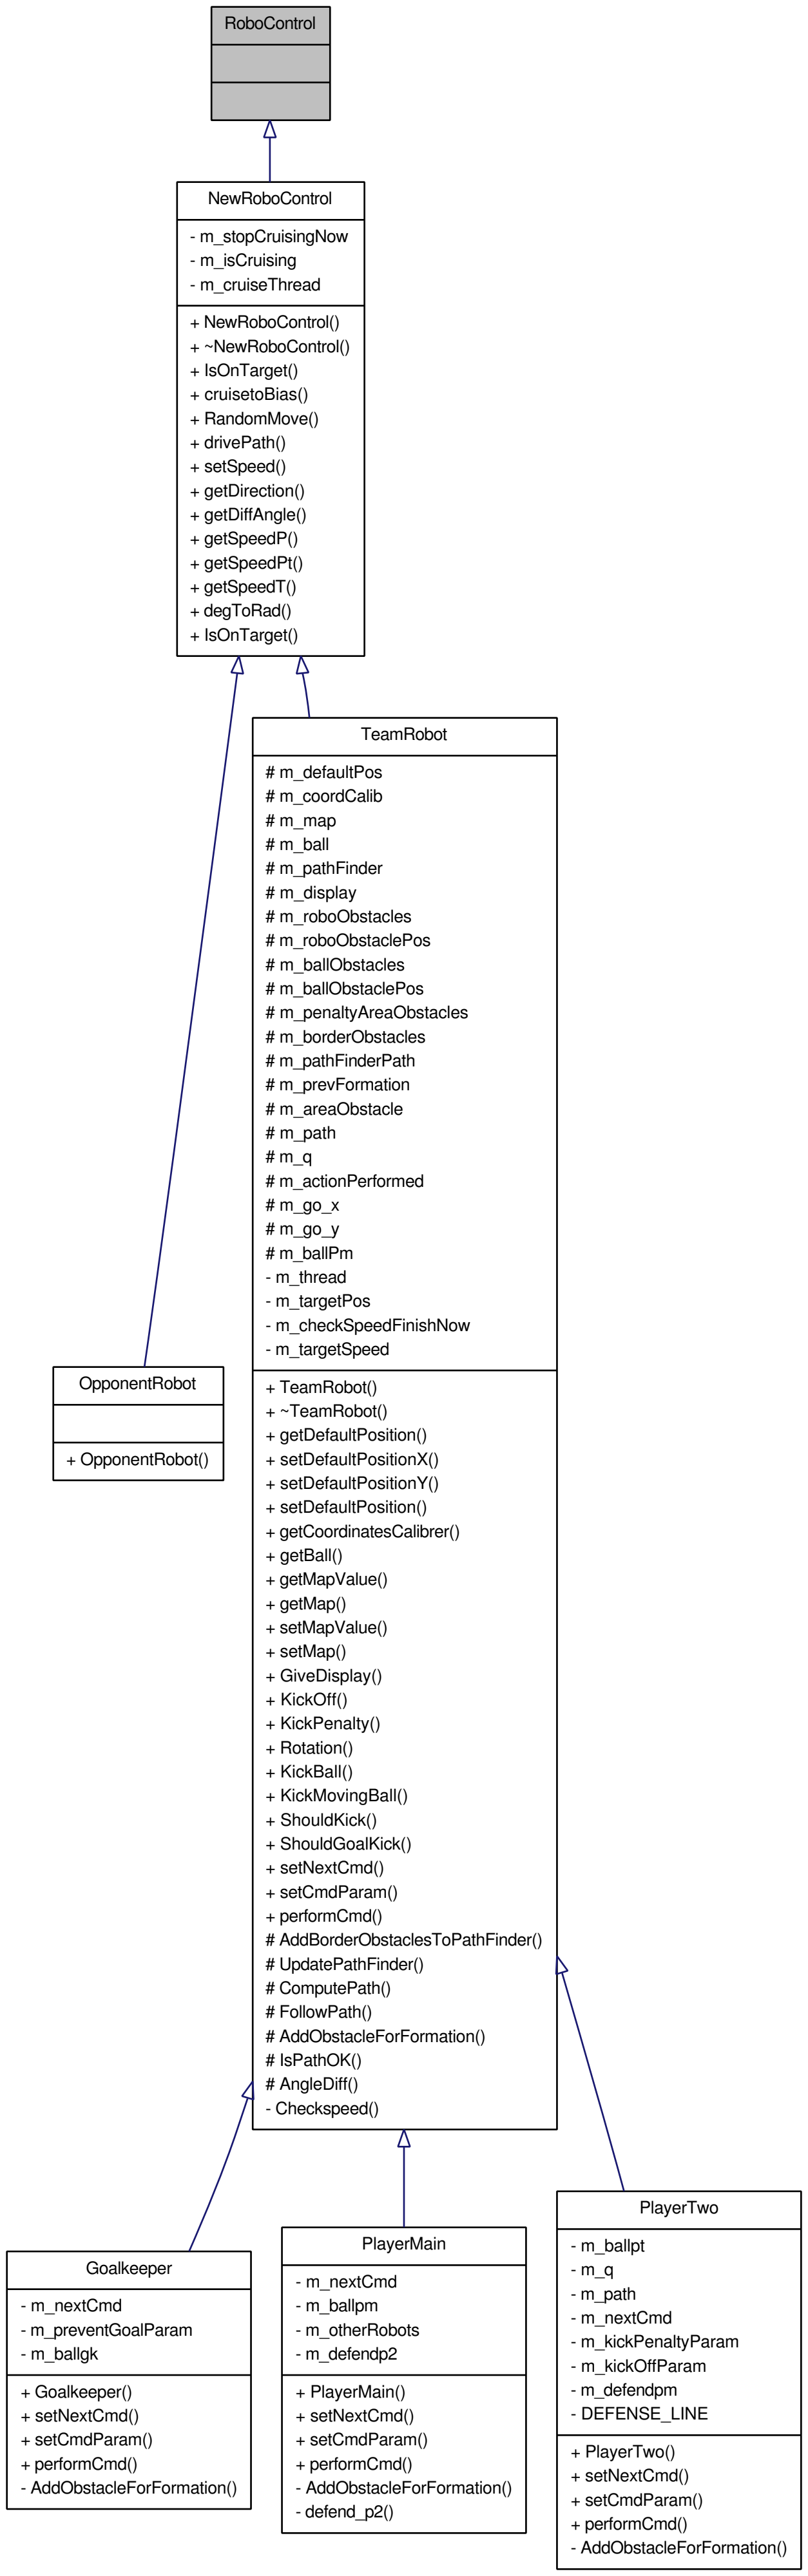 RoboControl
NewRoboControl
- m_stopCruisingNow
- m_isCruising
- m_cruiseThread
+ NewRoboControl()
+ ~NewRoboControl()
+ IsOnTarget()
+ cruisetoBias()
+ RandomMove()
+ drivePath()
+ setSpeed()
+ getDirection()
+ getDiffAngle()
+ getSpeedP()
+ getSpeedPt()
+ getSpeedT()
+ degToRad()
+ IsOnTarget()
TeamRobot
# m_defaultPos
# m_coordCalib
# m_map
# m_ball
# m_pathFinder
# m_display
# m_roboObstacles
# m_roboObstaclePos
# m_ballObstacles
# m_ballObstaclePos
# m_penaltyAreaObstacles
# m_borderObstacles
# m_pathFinderPath
# m_prevFormation
# m_areaObstacle
# m_path
# m_q
# m_actionPerformed
# m_go_x
# m_go_y
# m_ballPm
- m_thread
- m_targetPos
- m_checkSpeedFinishNow
- m_targetSpeed
+ TeamRobot()
+ ~TeamRobot()
+ getDefaultPosition()
+ setDefaultPositionX()
+ setDefaultPositionY()
+ setDefaultPosition()
+ getCoordinatesCalibrer()
+ getBall()
+ getMapValue()
+ getMap()
+ setMapValue()
+ setMap()
+ GiveDisplay()
+ KickOff()
+ KickPenalty()
+ Rotation()
+ KickBall()
+ KickMovingBall()
+ ShouldKick()
+ ShouldGoalKick()
+ setNextCmd()
+ setCmdParam()
+ performCmd()
# AddBorderObstaclesToPathFinder()
# UpdatePathFinder()
# ComputePath()
# FollowPath()
# AddObstacleForFormation()
# IsPathOK()
# AngleDiff()
- Checkspeed()
OpponentRobot
+ OpponentRobot()
Goalkeeper
- m_nextCmd
- m_preventGoalParam
- m_ballgk
+ Goalkeeper()
+ setNextCmd()
+ setCmdParam()
+ performCmd()
- AddObstacleForFormation()
PlayerMain
- m_nextCmd
- m_ballpm
- m_otherRobots
- m_defendp2
+ PlayerMain()
+ setNextCmd()
+ setCmdParam()
+ performCmd()
- AddObstacleForFormation()
- defend_p2()
PlayerTwo
- m_ballpt
- m_q
- m_path
- m_nextCmd
- m_kickPenaltyParam
- m_kickOffParam
- m_defendpm
- DEFENSE_LINE
+ PlayerTwo()
+ setNextCmd()
+ setCmdParam()
+ performCmd()
- AddObstacleForFormation()